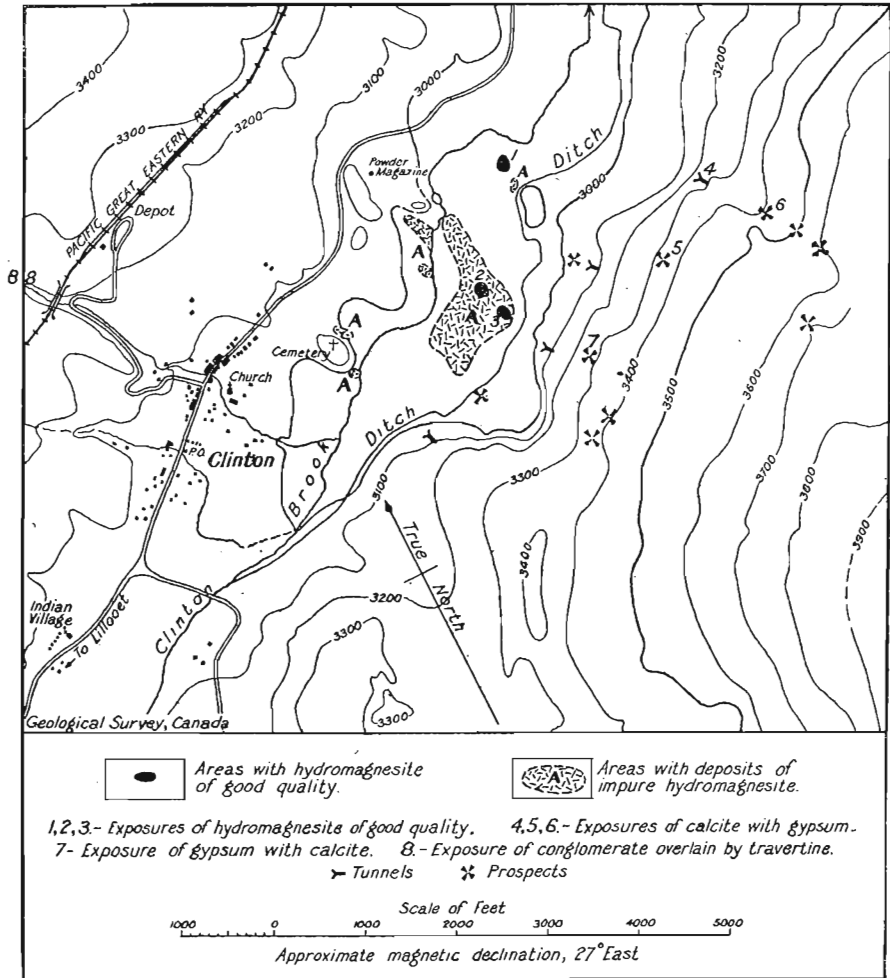 3400
3300
3200
3100
3000
3200
PACIFIC GREAT EASTERN RY
Depot
Powder
Magazine
1
A
Ditch
3000
4
6
5
8
8
A
2
A
3
A
Cemetery
A
Church
7
3400
3500
3600
3700
3800
3900
P.O.
Clinton
Ditch
Brook
3100
3300
True
North
3400
3200
3300
Clinton
Indian
Village
To Lillooet
3300
Geological Survey, Canada
Areas with hydromagnesite
of good quality.
A
Areas with deposits of
impure hydromagnesite.
1,2,3.- Exposures of hydromagnesite of good quality. 4,5,6.- Exposures of calcite with gypsum.
7- Exposure of gypsum with calcite. 8.- Exposure of conglomerate overlain by travertine.
Tunnels Prospects
Scale of Feet
1000 0 1000 2000 3000 4000 5000
Approximate magnetic declination, 27° East